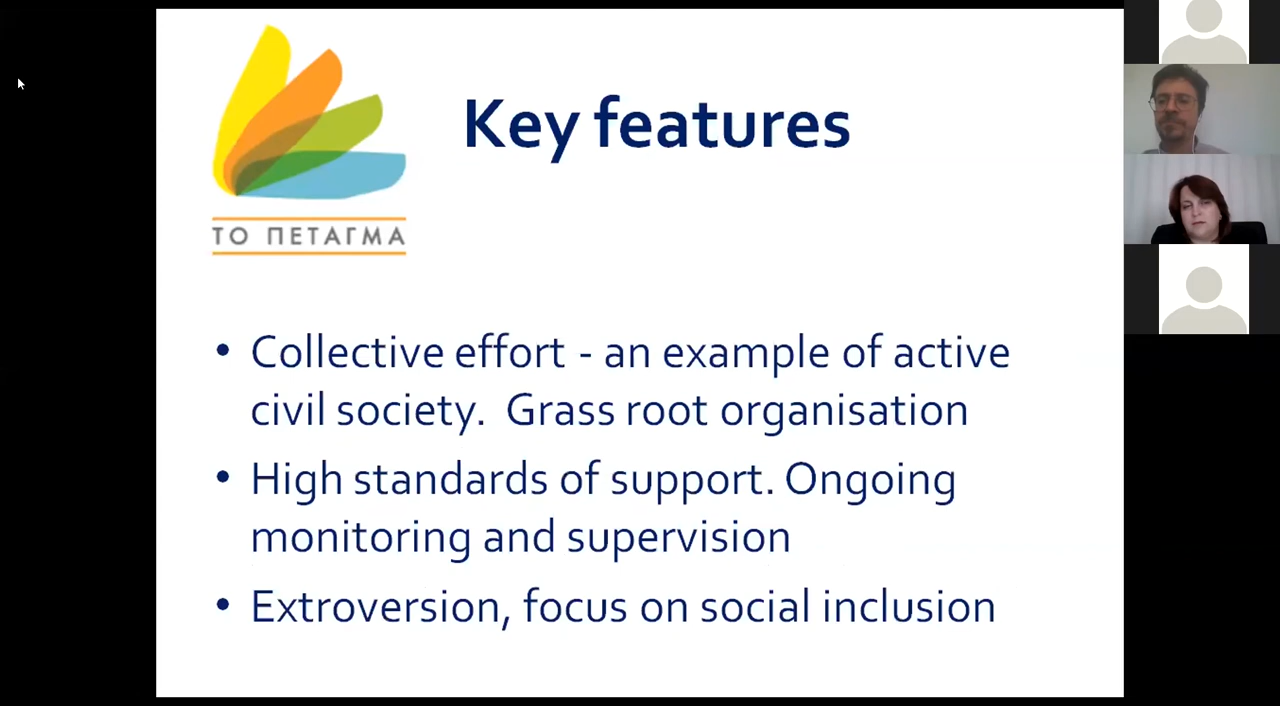 Key features
ΤΟ ΠΕΤΑΓΜΑ
• Collective effort - an example of active
civil society. Grass root organisation
• High standards of support. Ongoing
monitoring and supervision
• Extroversion, focus on social inclusion